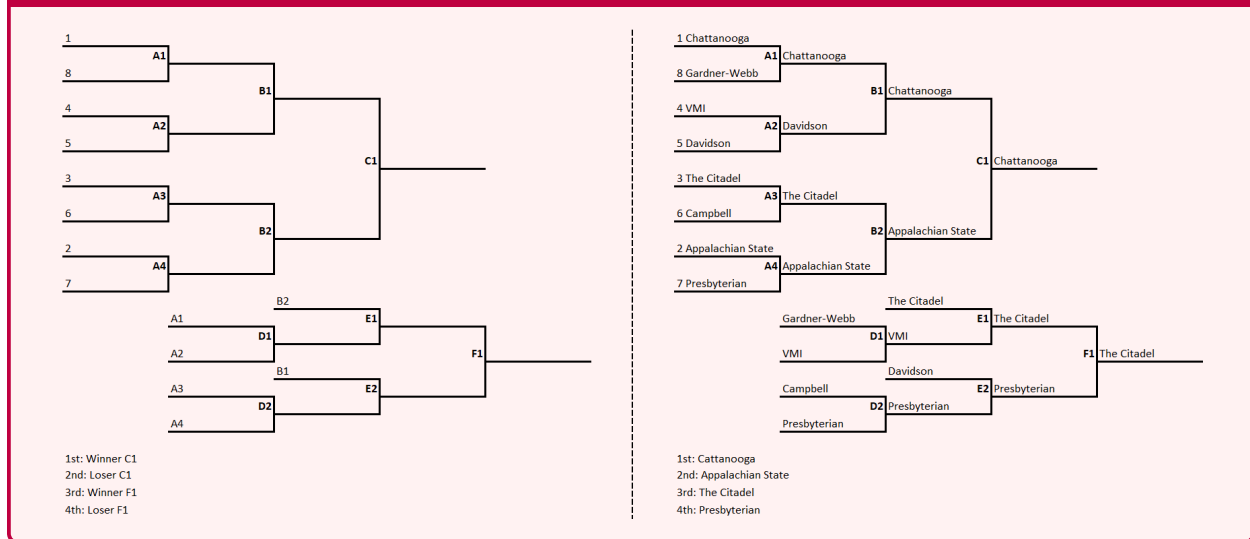 1
A1
8
B1
4
A2
5
C1
3
A3
6
B2
2
A4
7
B2
E1
A1
D1
A2
F1
B1
E2
A3
D2
A4
1st: Winner C1
2nd: Loser C1
3rd: Winner F1
4th: Loser F1
1 Chattanooga
A1 Chattanooga
8 Gardner-Webb
B1 Chattanooga
4 VMI
A2 Davidson
5 Davidson
C1 Chattanooga
3 The Citadel
A3 The Citadel
6 Campbell
B2 Appalachian State
2 Appalachian State
A4 Appalachian State
7 Presbyterian
The Citadel
E1 The Citadel
Gardner-Webb
D1 VMI
VMI
F1 The Citadel
Davidson
E2 Presbyterian
Campbell
D2 Presbyterian
Presbyterian
1st: Cattanooga
2nd: Appalachian State
3rd: The Citadel
4th: Presbyterian